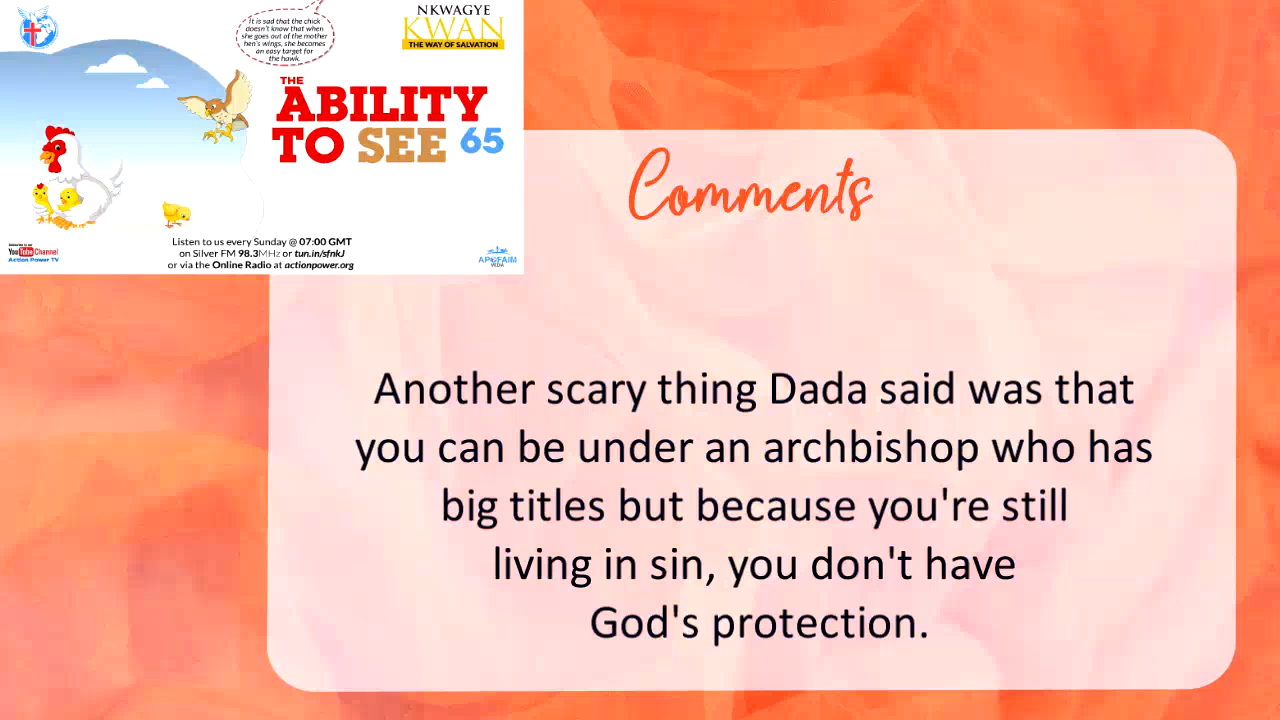 It is sad that the chick
doesn't know that when
she goes out of the mother
hen's wings, she becomes
an easy target for
the hawk.
NKWAGYE
KWAN
THE WAY OF SALVATION
THE
ABILITY
TO SEE 65
Listen to us every Sunday @ 07:00 GMT
on Silver FM 98.3MHz or tun.in/sfnkJ
or via the Online Radio at actionpower.org
YouTube Channel
Action Power TV
APOFAIM
Comments
Another scary thing Dada said was that
you can be under an archbishop who has
big titles but because you're still
living in sin, you don't have
God's protection.